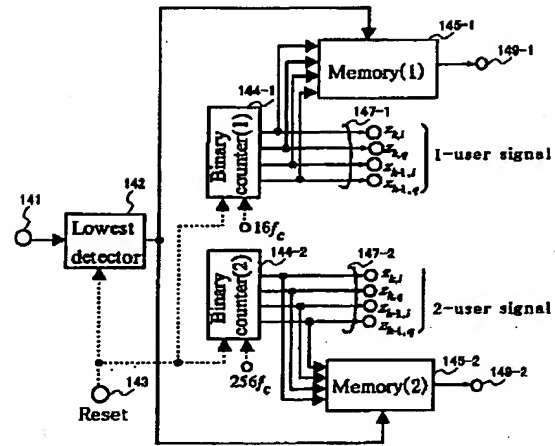 145-1
Memory(1)
149-1
144-1
147-1
Binary
counter(1)
z_{k,i}
z_{k,q}
z_{k-1,i}
z_{k-1,q}
1-user signal
142
141
Lowest
detector
16f_C
144-2
147-2
Binary
counter(2)
z_{k,i}
z_{k,q}
z_{k-1,i}
z_{k-1,q}
2-user signal
143
Reset
256f_C
145-2
Memory(2)
149-2